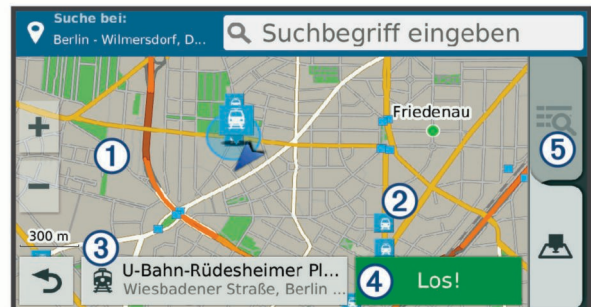 Suche bei:
Berlin - Wilmersdorf, D...
Suchbegriff eingeben
Friedenau
1
5
2
300 m
3
U-Bahn-Rüdesheimer Pl...
Wiesbadener Straße, Berlin ...
4
Los!